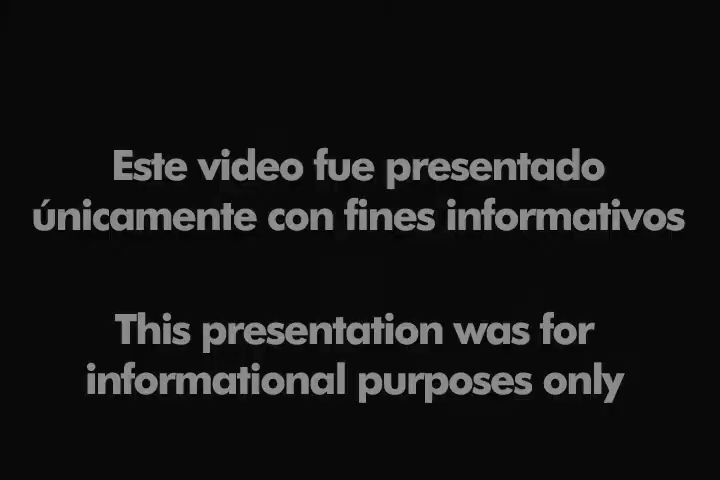 Este video fue presentado
únicamente con fines informativos
This presentation was for
informational purposes only